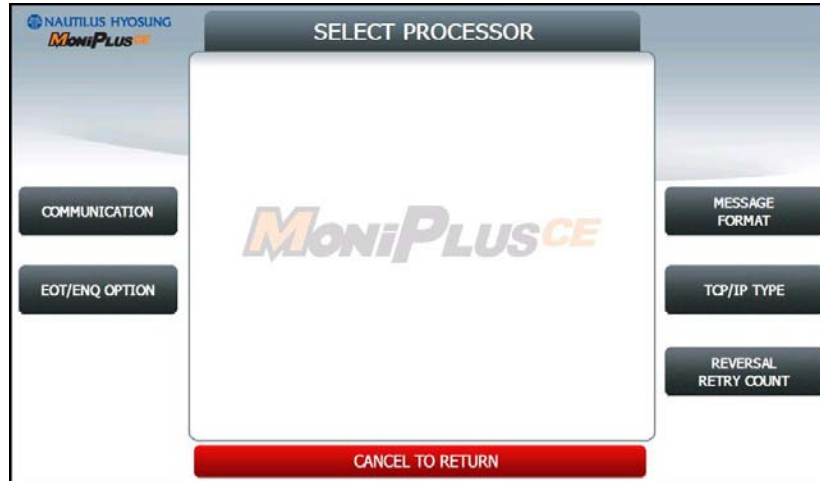 NAUTILUS HYOSUNG
MoniPlusCE
SELECT PROCESSOR
COMMUNICATION
EOT/ENQ OPTION
MoniPlusCE
MESSAGE
FORMAT
TCP/IP TYPE
REVERSAL
RETRY COUNT
CANCEL TO RETURN